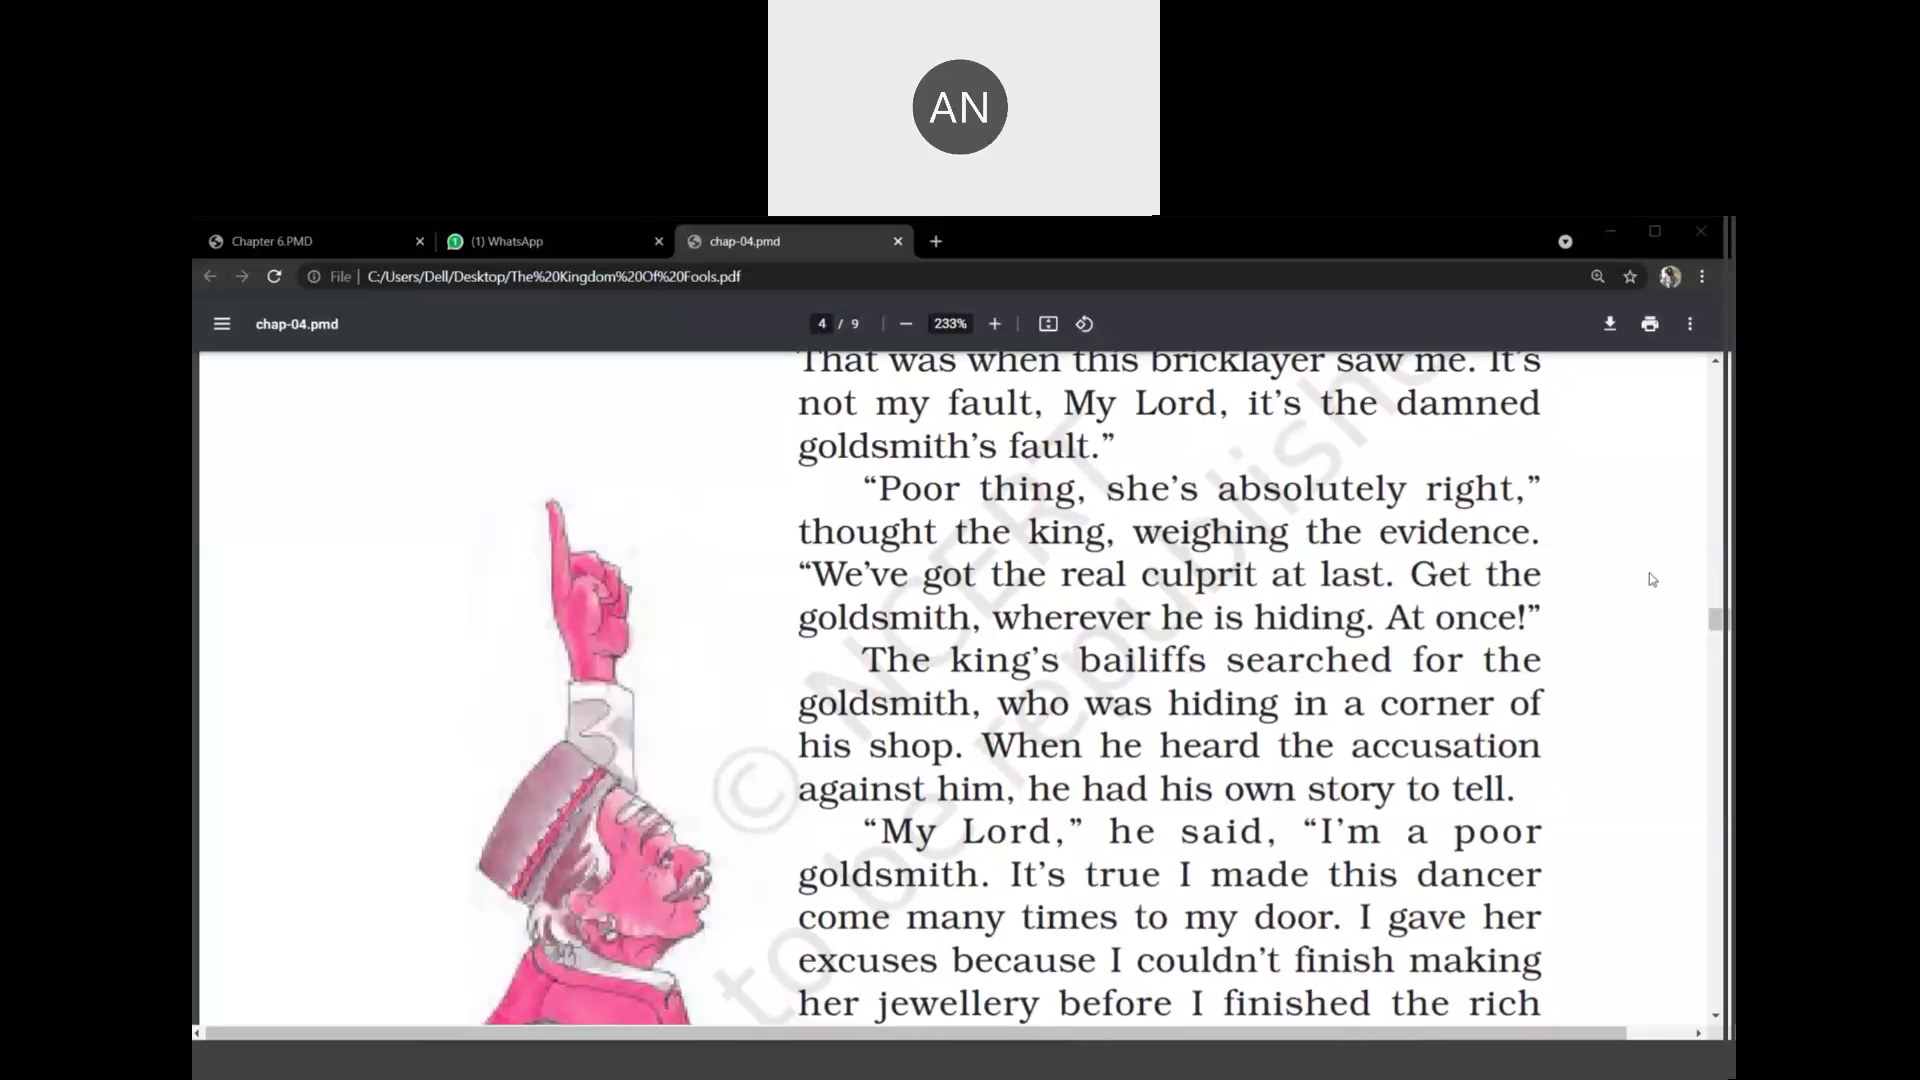 AN
Chapter 6.PMD
(1) WhatsApp
chap-04.pmd
File | C:/Users/Dell/Desktop/The%20Kingdom%20Of%20Fools.pdf
chap-04.pmd
4 / 9
233%
That was when this bricklayer saw me. It’s
not my fault, My Lord, it’s the damned
goldsmith’s fault.”
“Poor thing, she’s absolutely right,”
thought the king, weighing the evidence.
“We’ve got the real culprit at last. Get the
goldsmith, wherever he is hiding. At once!”
The king’s bailiffs searched for the
goldsmith, who was hiding in a corner of
his shop. When he heard the accusation
against him, he had his own story to tell.
“My Lord,” he said, “I’m a poor
goldsmith. It’s true I made this dancer
come many times to my door. I gave her
excuses because I couldn’t finish making
her jewellery before I finished the rich
© NCERT
to be republishe